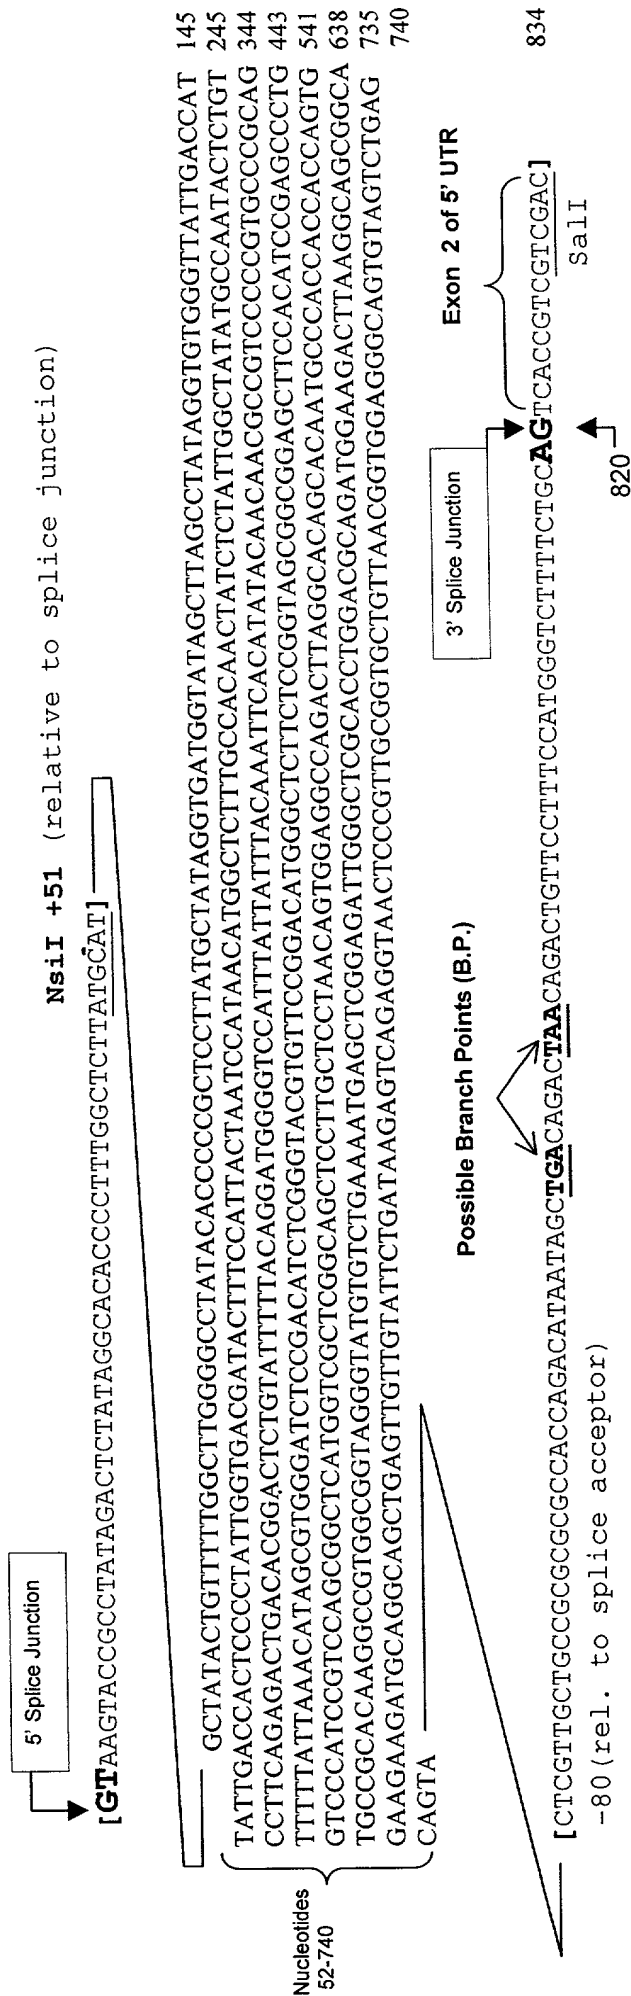 5' Splice Junction
NsiI +51 (relative to splice junction)
[GTAAGTACCGCCTATAGACTCTATAGGCACACCCCTTTGGCTCTTATGCAT]
GCTATACTGTTTTTGGCTTGGGGCCTATACACCCCCGCTCCTTATGCTATAGGTGATGGTATAGCTTAGCCTATAGGTGTGGGTTATTGACCAT 145
TATTGACCACTCCCCTATTGGTGACGATACTTTCCATTACTAATCCATAACATGGCTCTTTGCCACAACTATCTCTATTGGCTATATGCCAATACTCTGT 245
CCTTCAGAGACTGACACGGACTCTGTATTTTTACAGGATGGGGTCCATTTATTATTTACAAATTCACATATACAACAACGCCGTCCCCCGTGCCCGCAG 344
TTTTTATTAAACATAGCGTGGGATCTCCGACATCTCGGGTACGTGTTCCGGACATGGGCTCTTCTCCGGTAGCGGCGGAGCTTCCACATCCGAGCCCTG 443
GTCCCATCCGTCCAGCGGCTCATGGTCGCTCGGCAGCTCCTTGCTCCTAACAGTGGAGGCCAGACTTAGGCACAGCACAATGCCCACCACCACCAGTG 541
TGCCGCACAAGGCCGTGGCGGTAGGGTATGTGTCTGAAAATGAGCTCGGAGATTGGGCTCGCACCTGGACGCAGATGGAAGACTTAAGGCAGCGGCA 638
GAAGAAGATGCAGGCAGCTGAGTTGTTGTATTCTGATAAGAGTCAGAGGTAACTCCCGTTGCGGTGCTGTTAACGGTGGAGGGCAGTGTAGTCTGAG 735
CAGTA 740
Nucleotides
52-740
Possible Branch Points (B.P.)
3' Splice Junction
Exon 2 of 5' UTR
[CTCGTTGCTGCCGCGCGCGCCACCAGACATAATAGCTGACAGACTAACAGACTGTTCCTTTCCATGGGTCTTTTCTGCAGTCACCGTCGTCGAC] 834
-80(rel. to splice acceptor)
820
SalI